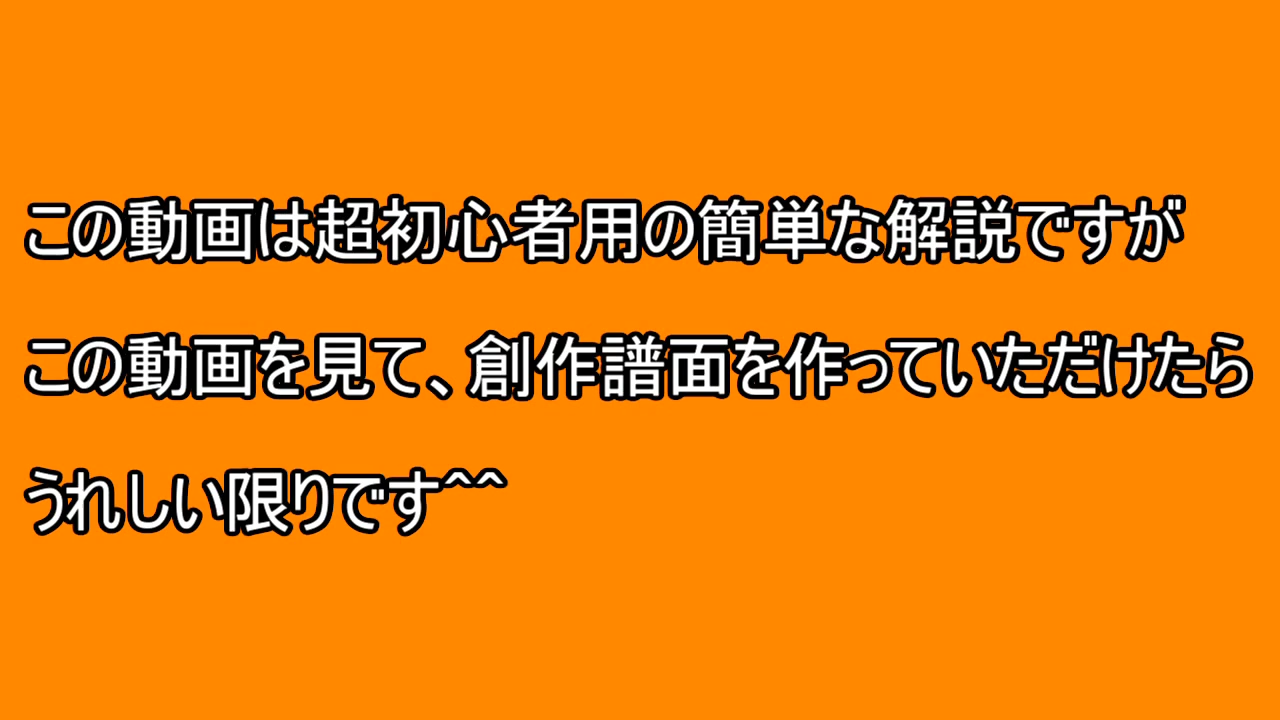 この動画は超初心者用の簡単な解説ですが
この動画を見て、創作譜面を作っていただけたら
うれしい限りです^^